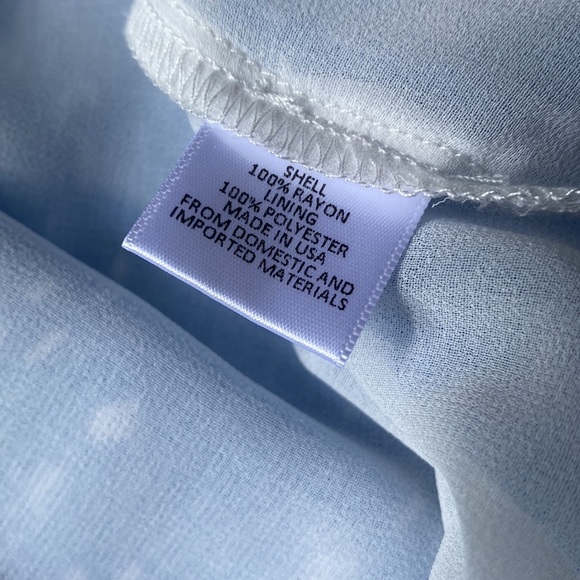 SHELL
100% RAYON
LINING
100% POLYESTER
MADE IN USA
FROM DOMESTIC AND
IMPORTED MATERIALS